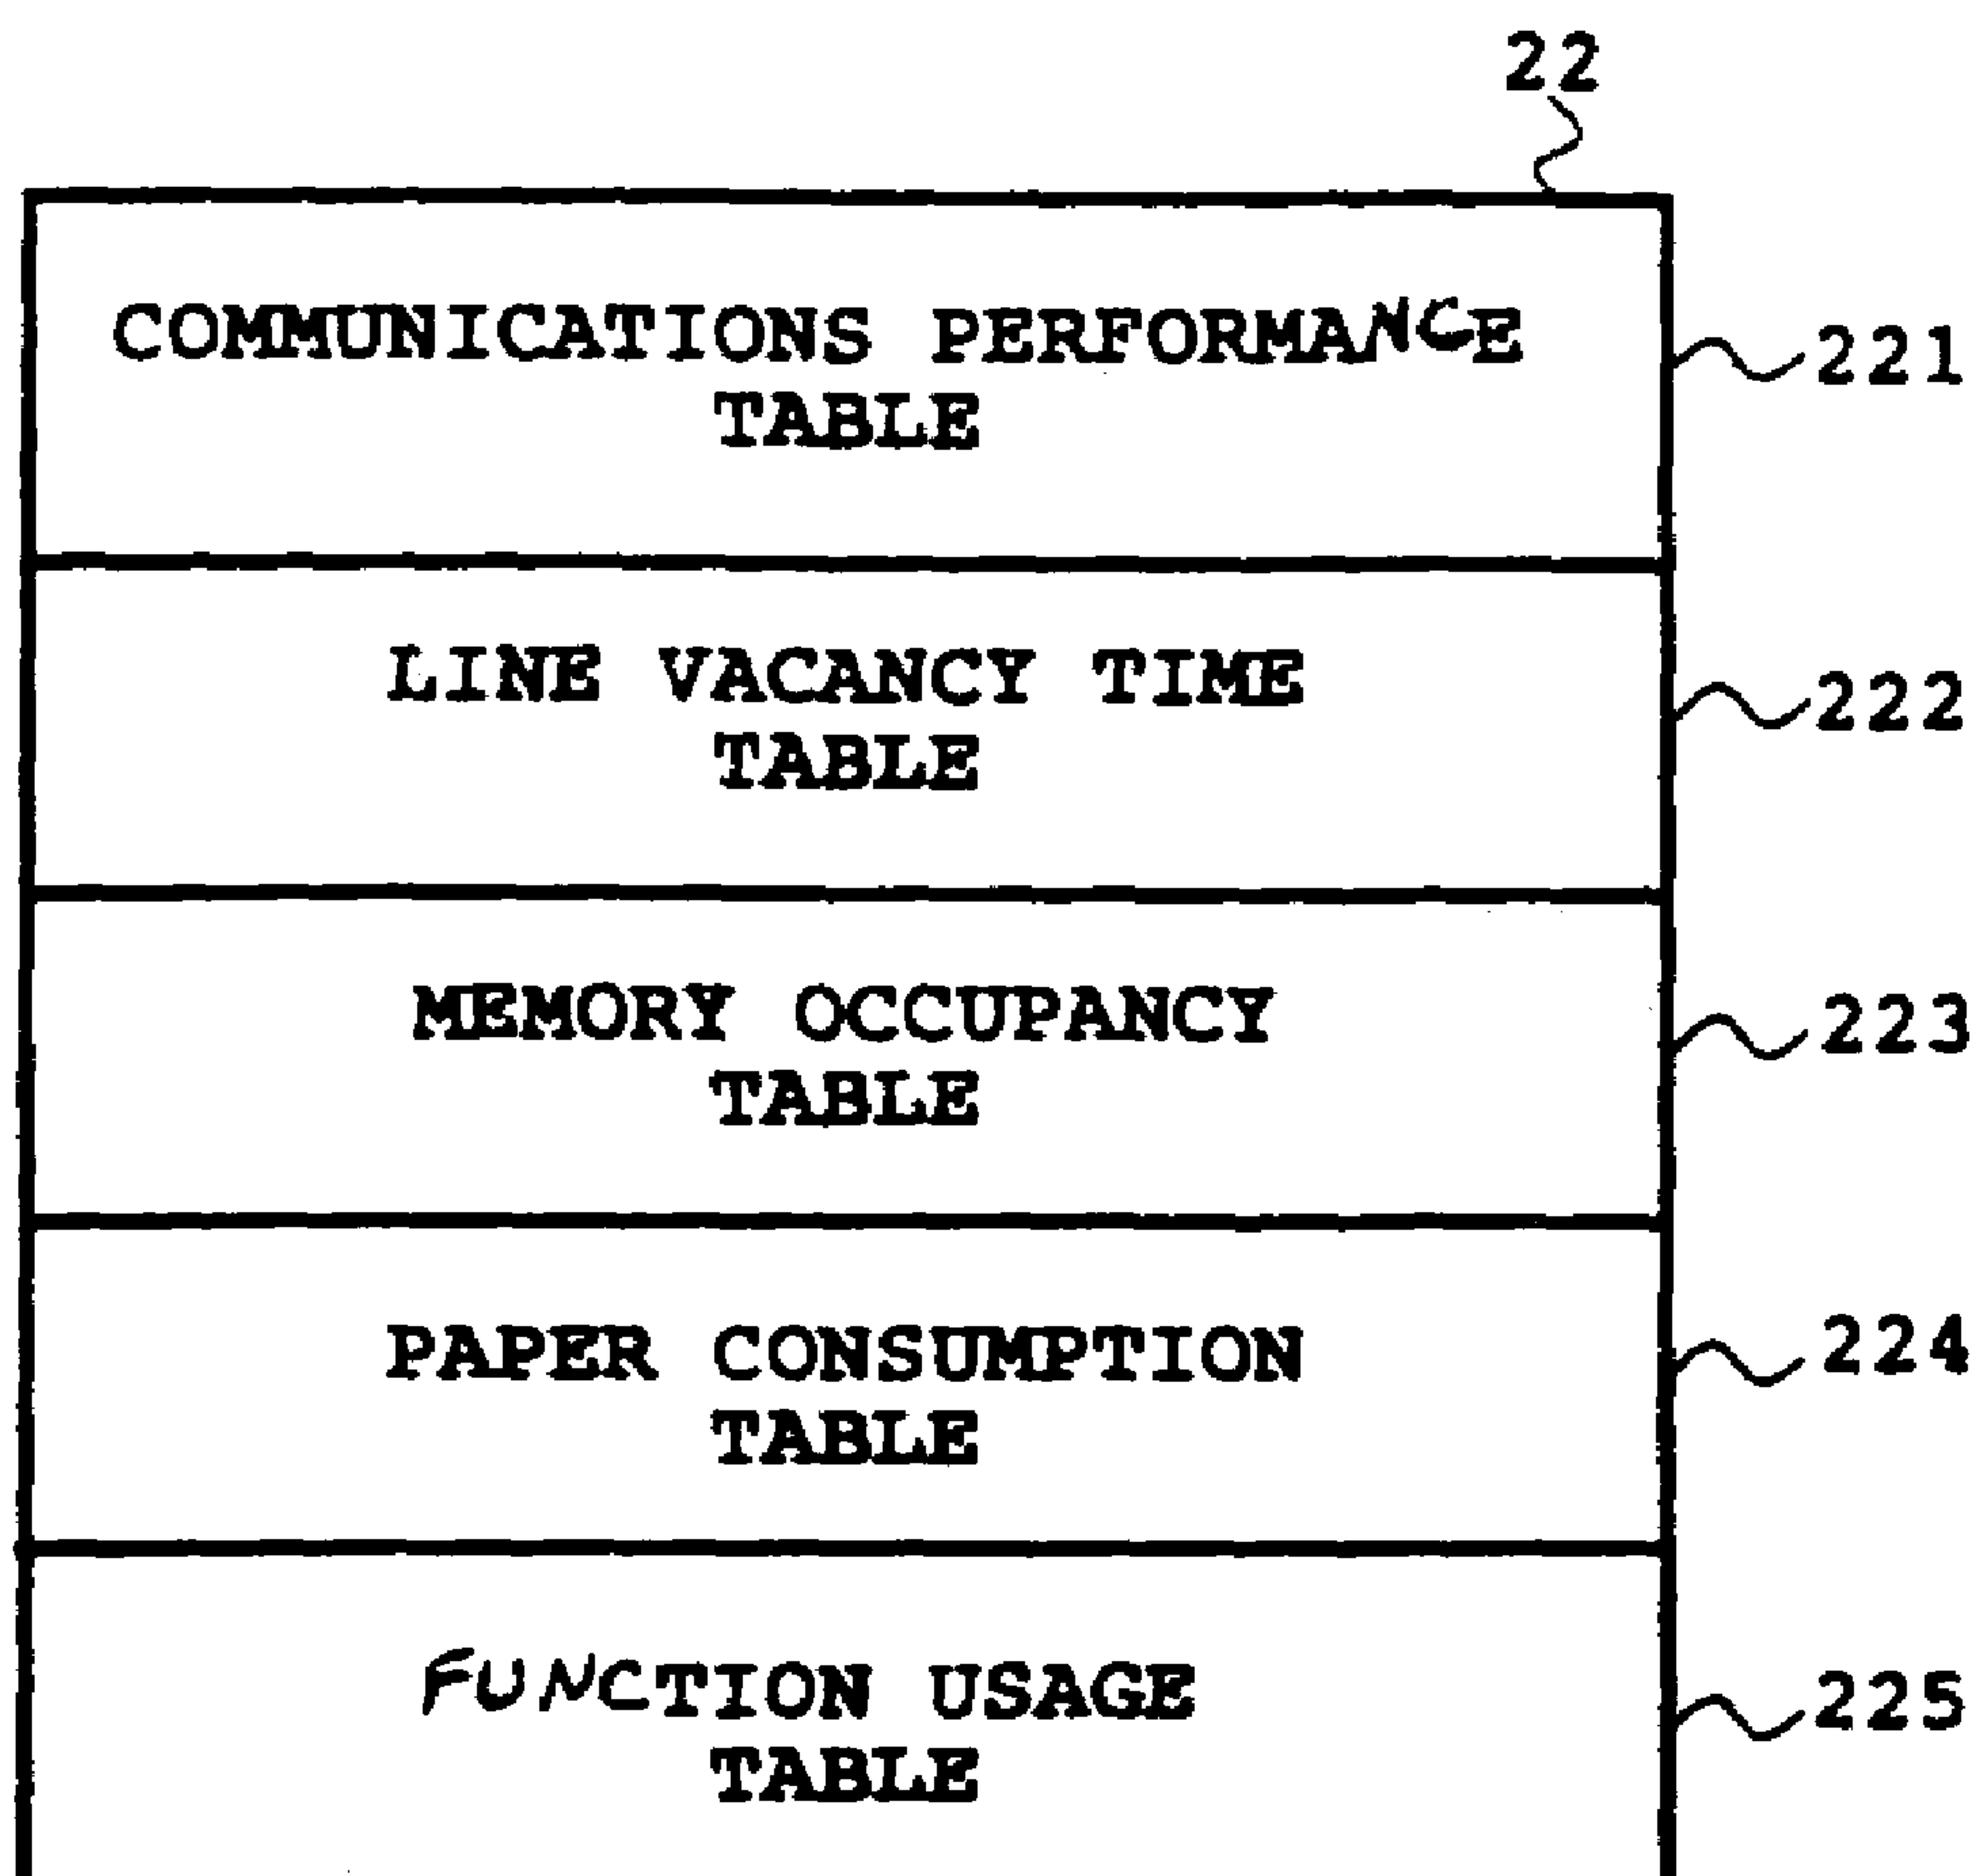 22
COMMUNICATIONS PERFORMANCE
TABLE
221
LINE VACANCY TIME
TABLE
222
MEMORY OCCUPANCY
TABLE
223
PAPER CONSUMPTION
TABLE
224
FUNCTION USAGE
TABLE
225